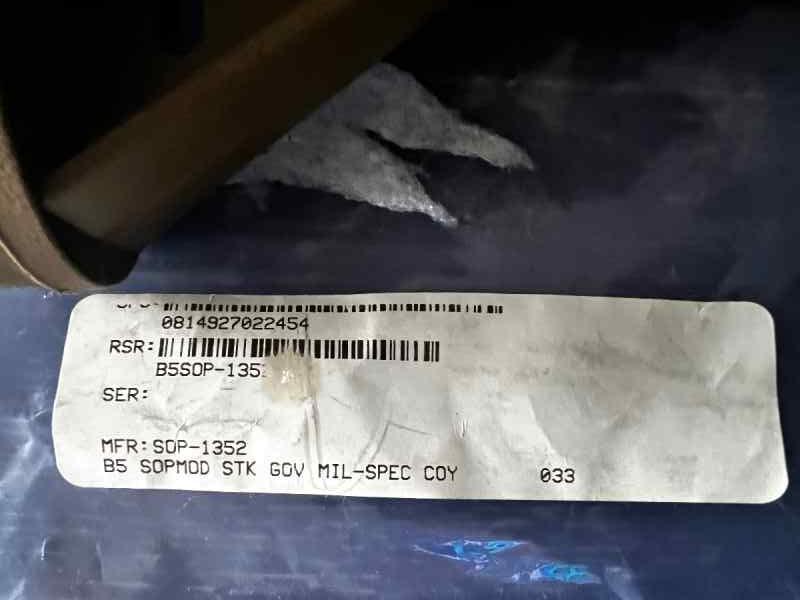 0814927022454
RSR:
B5SOP-135
SER:
MFR: SOP-1352
B5 SOPMOD STK GOV MIL-SPEC COY 033